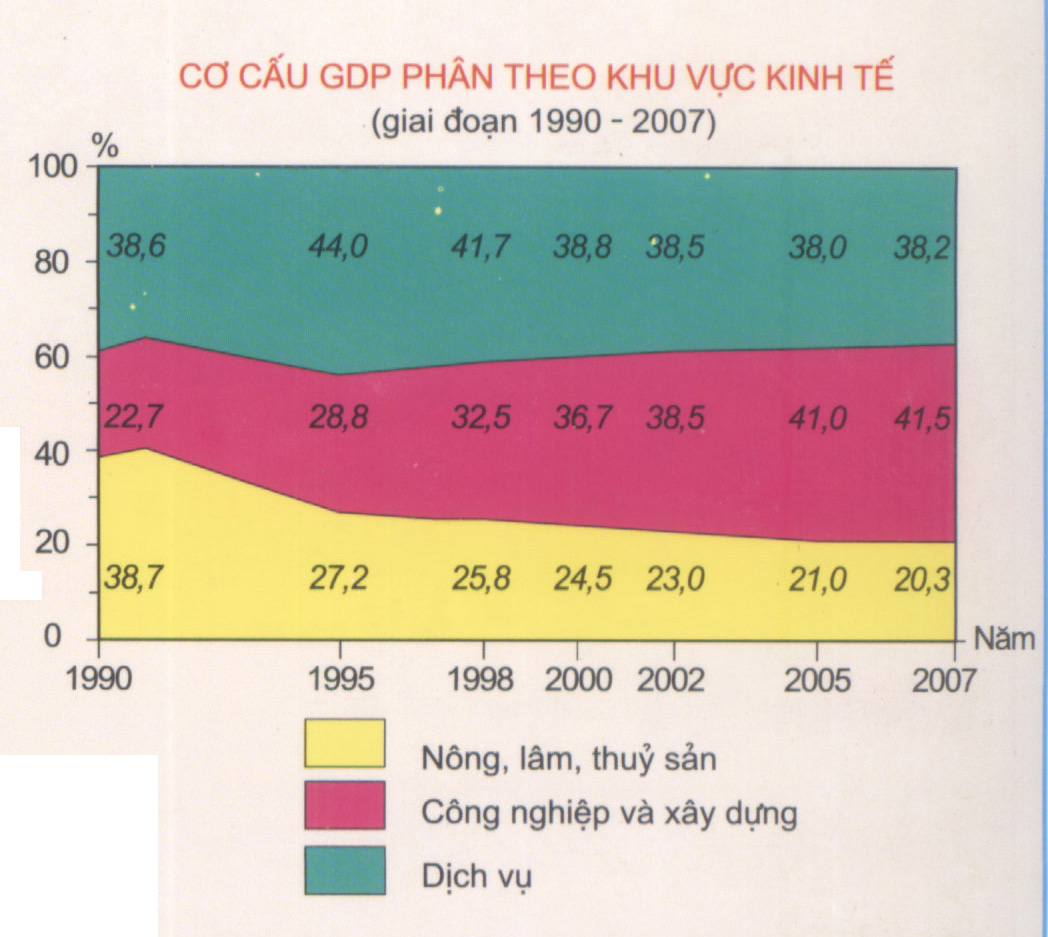 CƠ CẤU GDP PHÂN THEO KHU VỰC KINH TẾ
(giai đoạn 1990 - 2007)
%
100
38,6 44,0 41,7 38,8 38,5 38,0 38,2
80
60
22,7 28,8 32,5 36,7 38,5 41,0 41,5
40
20
38,7 27,2 25,8 24,5 23,0 21,0 20,3
0
Năm
1990 1995 1998 2000 2002 2005 2007
Nông, lâm, thuỷ sản
Công nghiệp và xây dựng
Dịch vụ